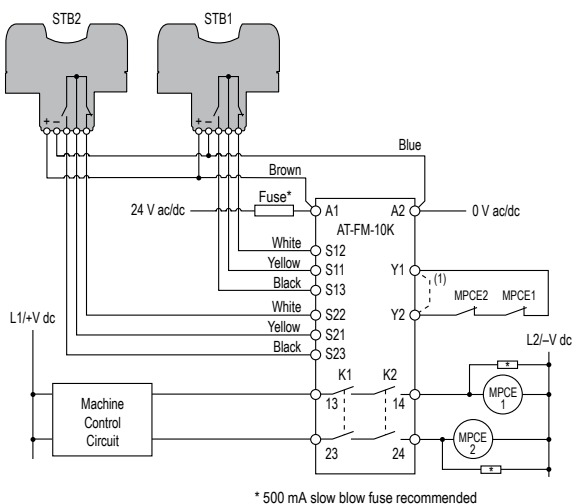 STB2 STB1
+ – + –
Blue
Brown
Fuse*
24 V ac/dc A1 A2 0 V ac/dc
AT-FM-10K
White S12
Yellow S11 Y1
(1)
Black S13
MPCE2 MPCE1
White S22 Y2
L1/+V dc
Yellow S21
L2/–V dc
Black S23
*
K1 K2
13 14
MPCE
1
Machine
Control
Circuit
23 24
MPCE
2
*
* 500 mA slow blow fuse recommended